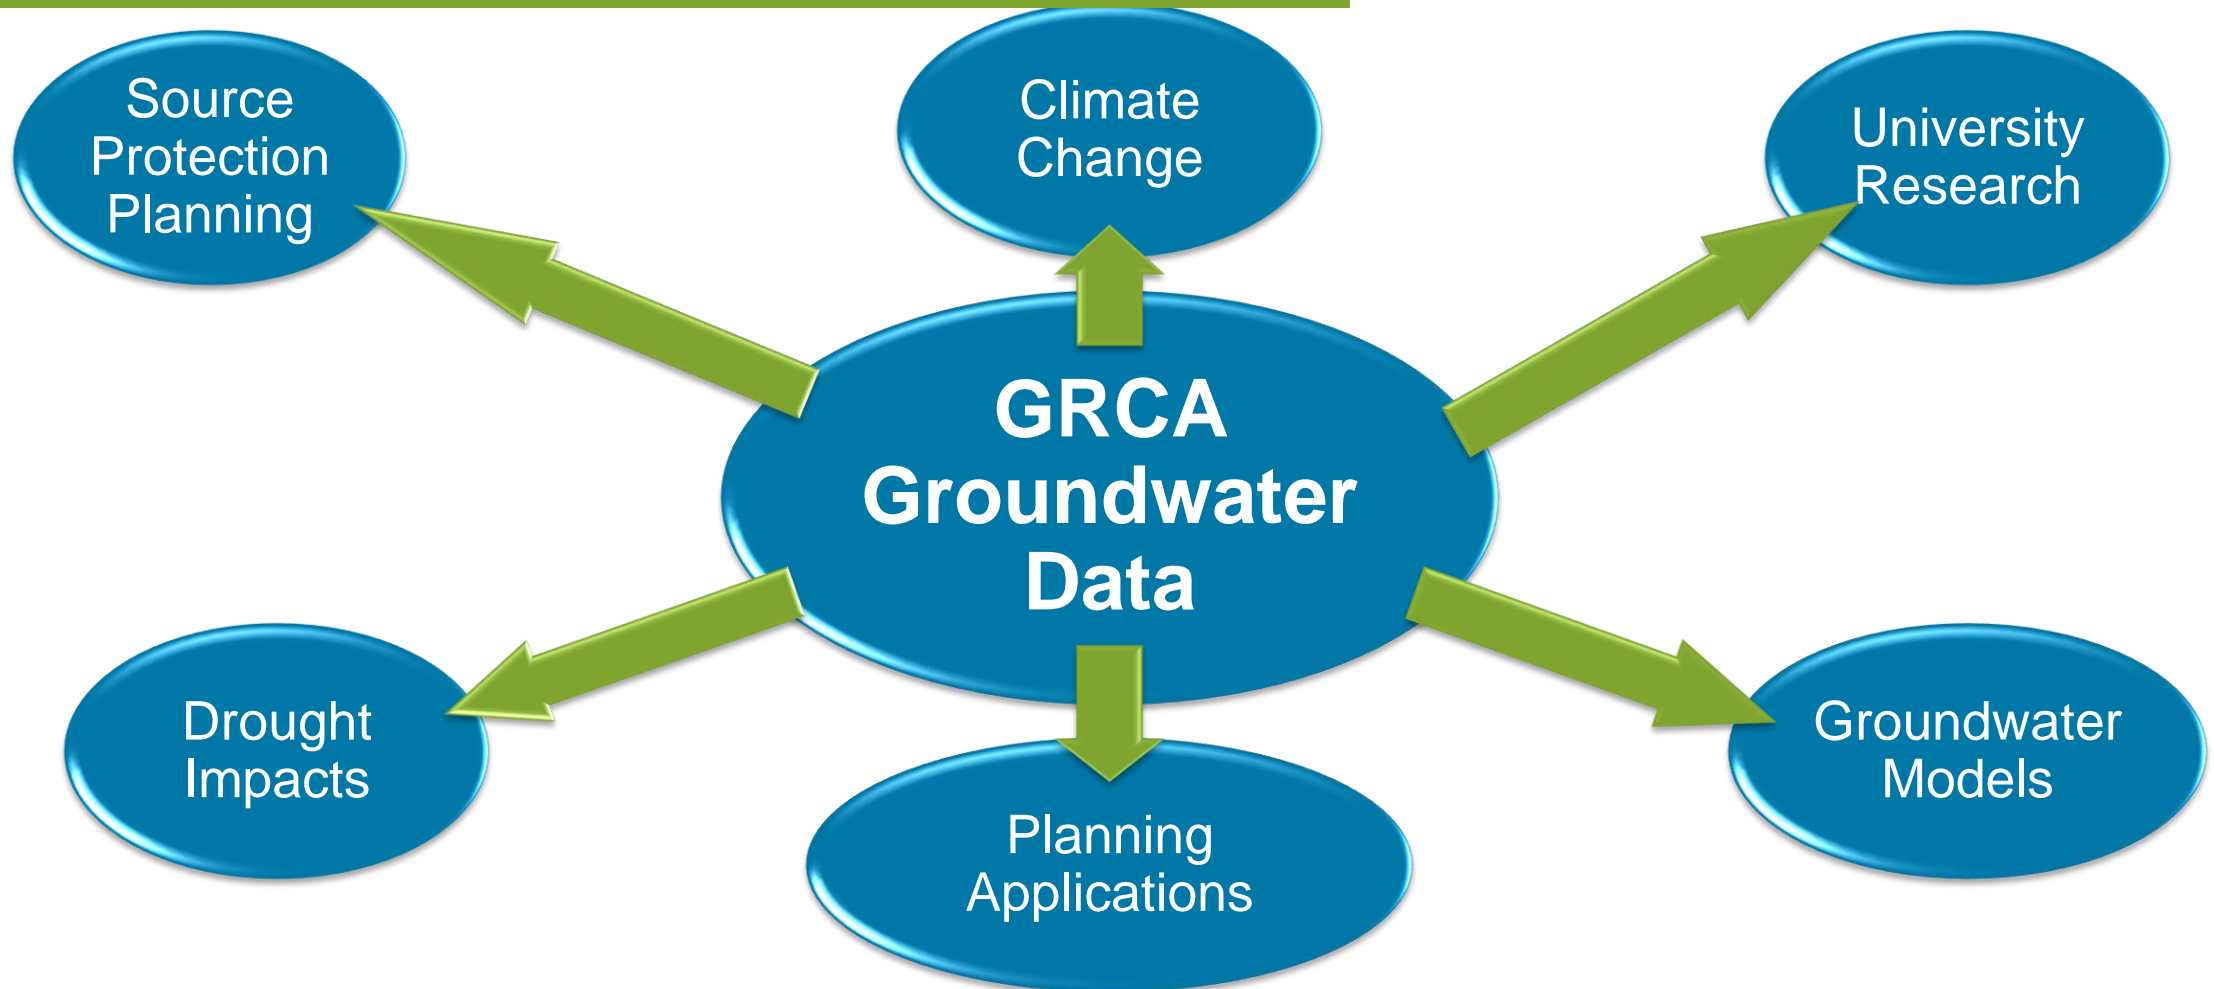 Source
Protection
Planning
Climate
Change
University
Research
GRCA
Groundwater
Data
Drought
Impacts
Planning
Applications
Groundwater
Models